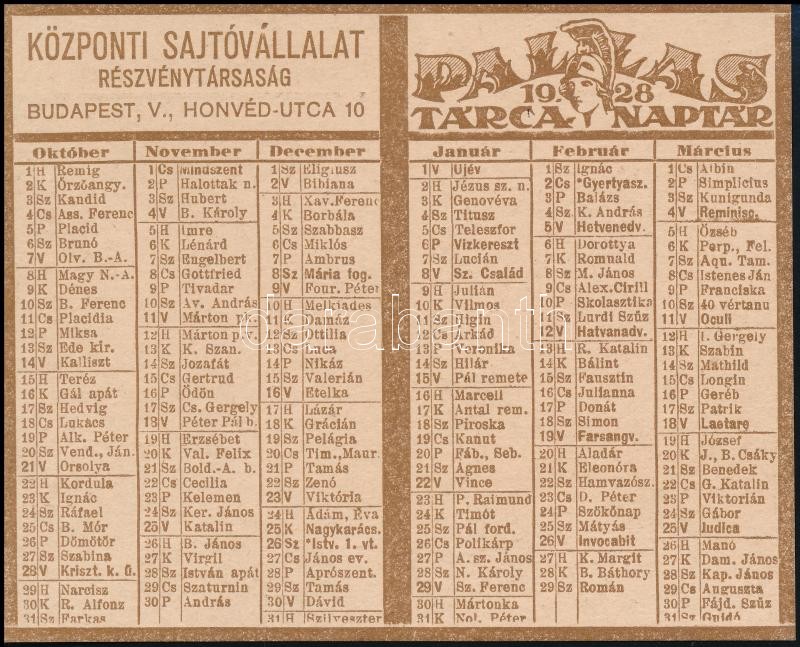 KÖZPONTI SAJTÓVÁLLALAT
RÉSZVÉNYTÁRSASÁG
BUDAPEST, V., HONVÉD-UTCA 10
PALLAS
1928
TÁRCA NAPTÁR
Október
1 H Remig
2 K Őrzőangy.
3 Sz Kandid
4 Cs Ass. Ferenc
5 P Placid
6 Sz Brunó
7 V Olv. B.-A.
8 H Magy N.-A.
9 K Dénes
10 Sz B. Ferenc
11 Cs Placidia
12 P Miksa
13 Sz Ede kir.
14 V Kalliszt
15 H Teréz
16 K Gál apát
17 Sz Hedvig
18 Cs Lukács
19 P Alk. Péter
20 Sz Vend., Ján.
21 V Orsolya
22 H Kordula
23 K Ignác
24 Sz Ráfael
25 Cs B. Mór
26 P Dömötör
27 Sz Szabina
28 V Kriszt. k. ü.
29 H Narcisz
30 K R. Alfonz
31 Sz Farkas
November
1 Cs Mindszent
2 P Halottak n.
3 Sz Hubert
4 V B. Károly
5 H Imre
6 K Lénárd
7 Sz Engelbert
8 Cs Gottfried
9 P Tivadar
10 Sz Av. András
11 V Márton pk.
12 H Márton p.v.
13 K K. Szan.
14 Sz Jozafát
15 Cs Gertrud
16 P Ödön
17 Sz Cs. Gergely
18 V Péter Pál b.
19 H Erzsébet
20 K Val. Felix
21 Sz Bold.-A. b.
22 Cs Cecilia
23 P Kelemen
24 Sz Ker. János
25 V Katalin
26 H B. János
27 K Virgil
28 Sz István apát
29 Cs Szaturnin
30 P András
December
1 Sz Eligiusz
2 V Bibiana
3 H Xav. Ferenc
4 K Borbála
5 Sz Szabbasz
6 Cs Miklós
7 P Ambrus
8 Sz Mária fog.
9 V Four. Péter
10 H Melkiades
11 K Damáz
12 Sz Ottilia
13 Cs Luca
14 P Nikáz
15 Sz Valerián
16 V Etelka
17 H Lázár
18 K Grácián
19 Sz Pelágia
20 Cs Tim., Maur.
21 P Tamás
22 Sz Zenó
23 V Viktória
24 H Ádám, Éva
25 K Nagykarács.
26 Sz *Istv. 1. vt.
27 Cs János ev.
28 P Aprószent.
29 Sz Tamás
30 V Dávid
31 H Szilveszter
Január
1 V Újév
2 H Jézus sz. n.
3 K Genovéva
4 Sz Titusz
5 Cs Teleszfor
6 P Vizkereszt
7 Sz Lucián
8 V Sz. Család
9 H Julián
10 K Vilmos
11 Sz Higin
12 Cs Arkád
13 P Veronika
14 Sz Hilár
15 V Pál remete
16 H Marcell
17 K Antal rem.
18 Sz Piroska
19 Cs Kanut
20 P Fáb., Seb.
21 Sz Agnes
22 V Vince
23 H P. Raimund
24 K Timót
25 Sz Pál ford.
26 Cs Polikárp
27 P A. sz. János
28 Sz N. Károly
29 V Sz. Ferenc
30 H Mártonka
31 K Nol. Péter
Február
1 Sz Ignác
2 Cs *Gyertyasz.
3 P Balázs
4 Sz K. András
5 V Hetvenedv.
6 H Dorottya
7 K Romuald
8 Sz M. János
9 Cs Alex. Cirill
10 P Skolasztika
11 Sz Lurdi Szűz
12 V Hatvanadv.
13 H R. Katalin
14 K Bálint
15 Sz Fausztin
16 Cs Julianna
17 P Donát
18 Sz Simon
19 V Farsangv.
20 H Aladár
21 K Eleonóra
22 Sz Hamvazósz.
23 Cs D. Péter
24 P Szökőnap
25 Sz Mátyás
26 V Invocabit
27 H K. Margit
28 K B. Báthory
29 Sz Román
Március
1 Cs Albin
2 P Simplicius
3 Sz Kunigunda
4 V Reminisc.
5 H Özséb
6 K Perp., Fel.
7 Sz Aqu. Tam.
8 Cs Istenes Ján
9 P Franciska
10 Sz 40 vértanu
11 V Oculi
12 H I. Gergely
13 K Szabin
14 Sz Mathild
15 Cs Longin
16 P Geréb
17 Sz Patrik
18 V Laetare
19 H József
20 K J., B. Csáky
21 Sz Benedek
22 Cs G. Katalin
23 P Viktorián
24 Sz Gábor
25 V Judica
26 H Manó
27 K Dam. János
28 Sz Kap. János
29 Cs Auguszta
30 P Fájd. Szűz
31 Sz Guidó
darabanth